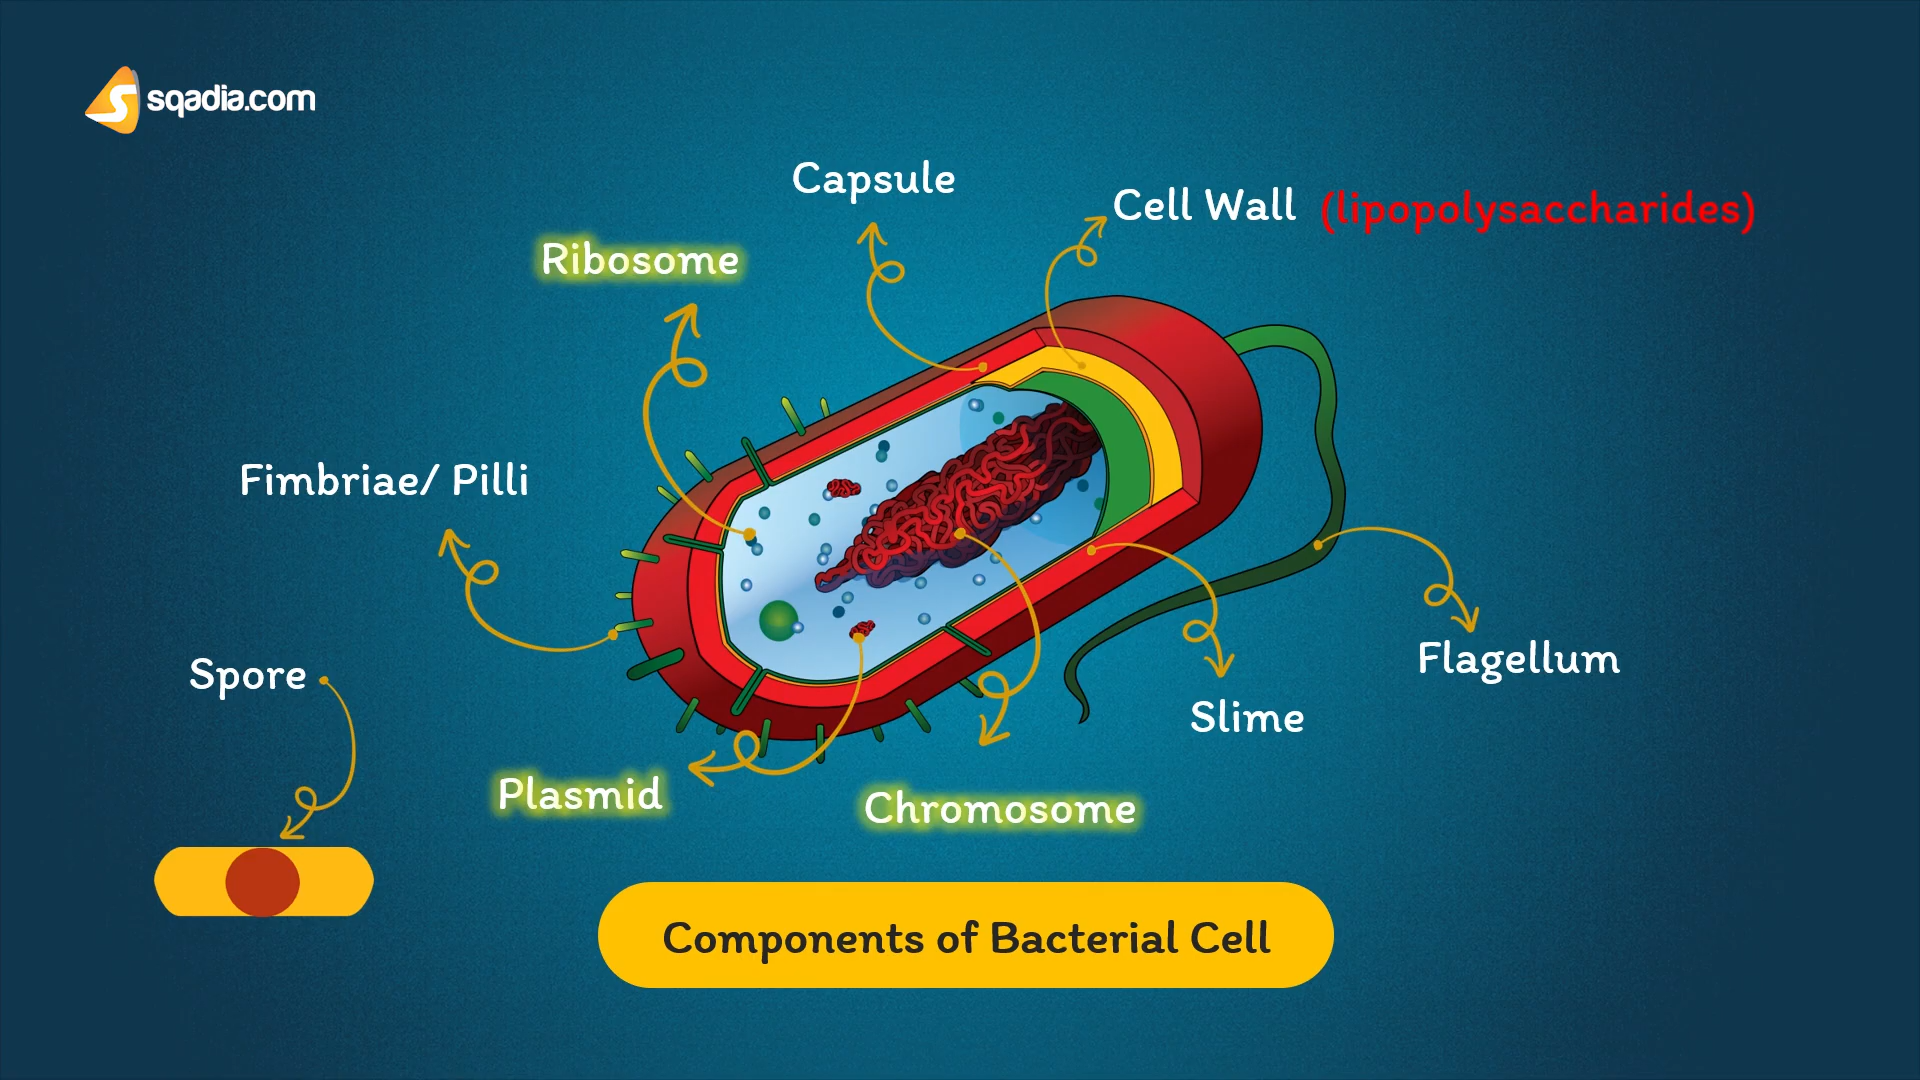 sqadia.com
Capsule
Cell Wall (lipopolysaccharides)
Ribosome
Fimbriae/ Pilli
Spore
Flagellum
Slime
Plasmid
Chromosome
Components of Bacterial Cell